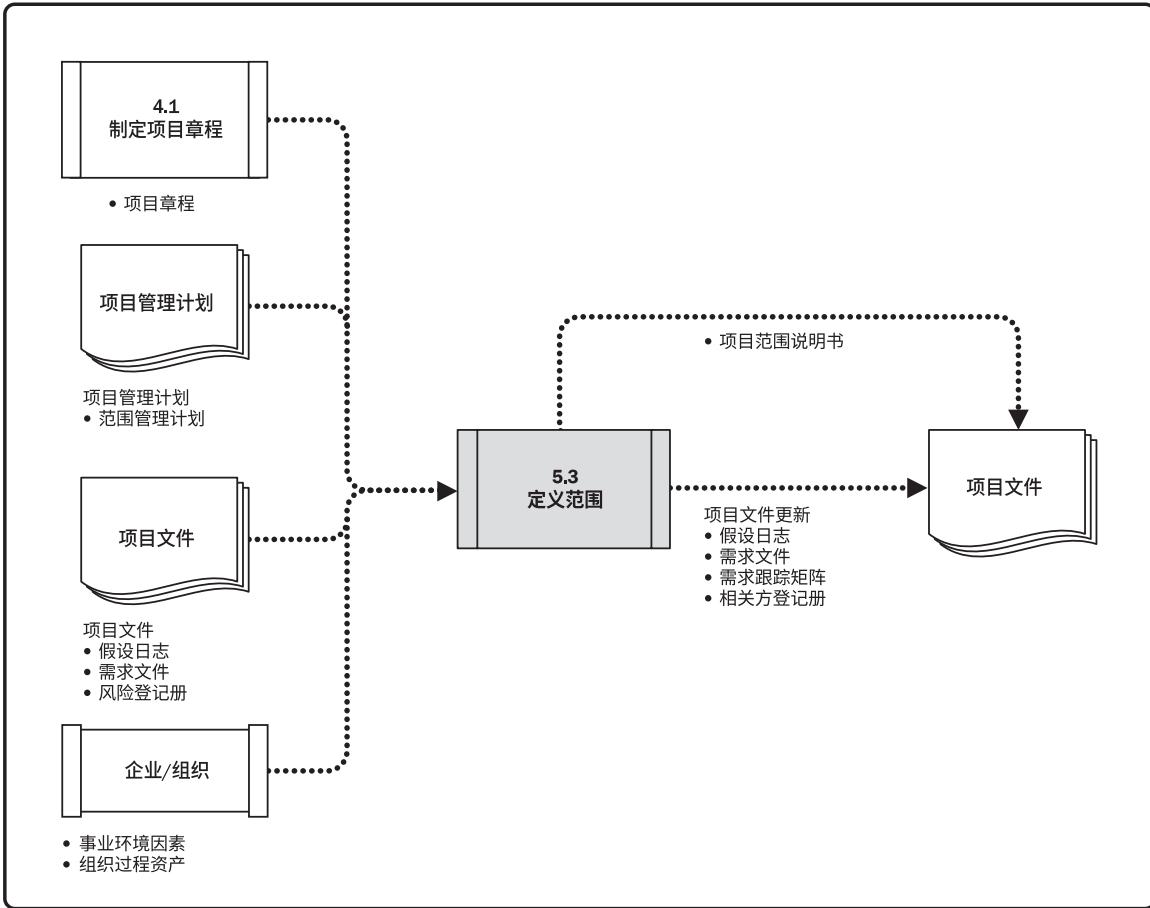 4.1
制定项目章程
• 项目章程
项目管理计划
项目管理计划
• 范围管理计划
项目文件
项目文件
• 假设日志
• 需求文件
• 风险登记册
企业/组织
• 事业环境因素
• 组织过程资产
5.3
定义范围
• 项目范围说明书
项目文件更新
• 假设日志
• 需求文件
• 需求跟踪矩阵
• 相关方登记册
项目文件